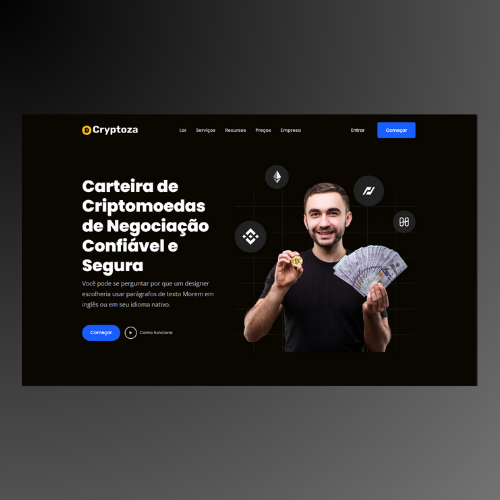 Cryptoza
Lar Serviços Recursos Preços Empresa
Entrar Começar
Carteira de
Criptomoedas
de Negociação
Confiável e
Segura
Você pode se perguntar por que um designer
escolheria usar parágrafos de texto Morem em
inglês ou em seu idioma nativo.
Começar Como funciona